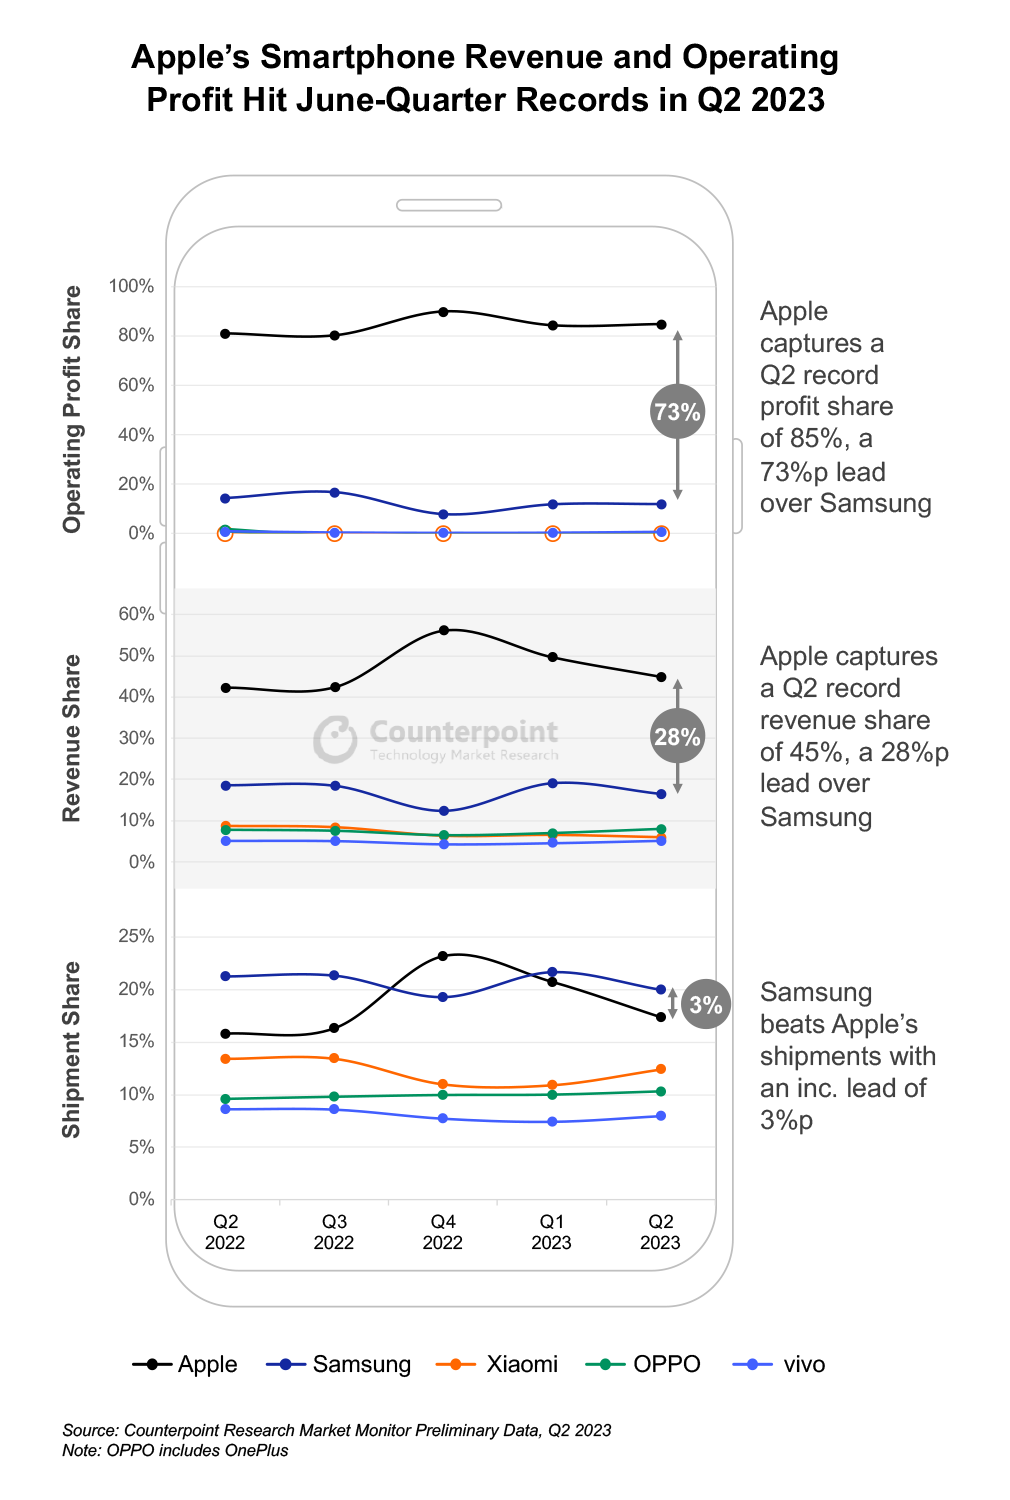 Apple’s Smartphone Revenue and Operating
Profit Hit June-Quarter Records in Q2 2023
Operating Profit Share
100%
80%
60%
40%
20%
0%
73%
Apple
captures a
Q2 record
profit share
of 85%, a
73%p lead
over Samsung
Revenue Share
60%
50%
40%
30%
20%
10%
0%
Counterpoint
Technology Market Research
28%
Apple captures
a Q2 record
revenue share
of 45%, a 28%p
lead over
Samsung
Shipment Share
25%
20%
15%
10%
5%
0%
3%
Samsung
beats Apple’s
shipments with
an inc. lead of
3%p
Q2 2022
Q3 2022
Q4 2022
Q1 2023
Q2 2023
Apple Samsung Xiaomi OPPO vivo
Source: Counterpoint Research Market Monitor Preliminary Data, Q2 2023
Note: OPPO includes OnePlus